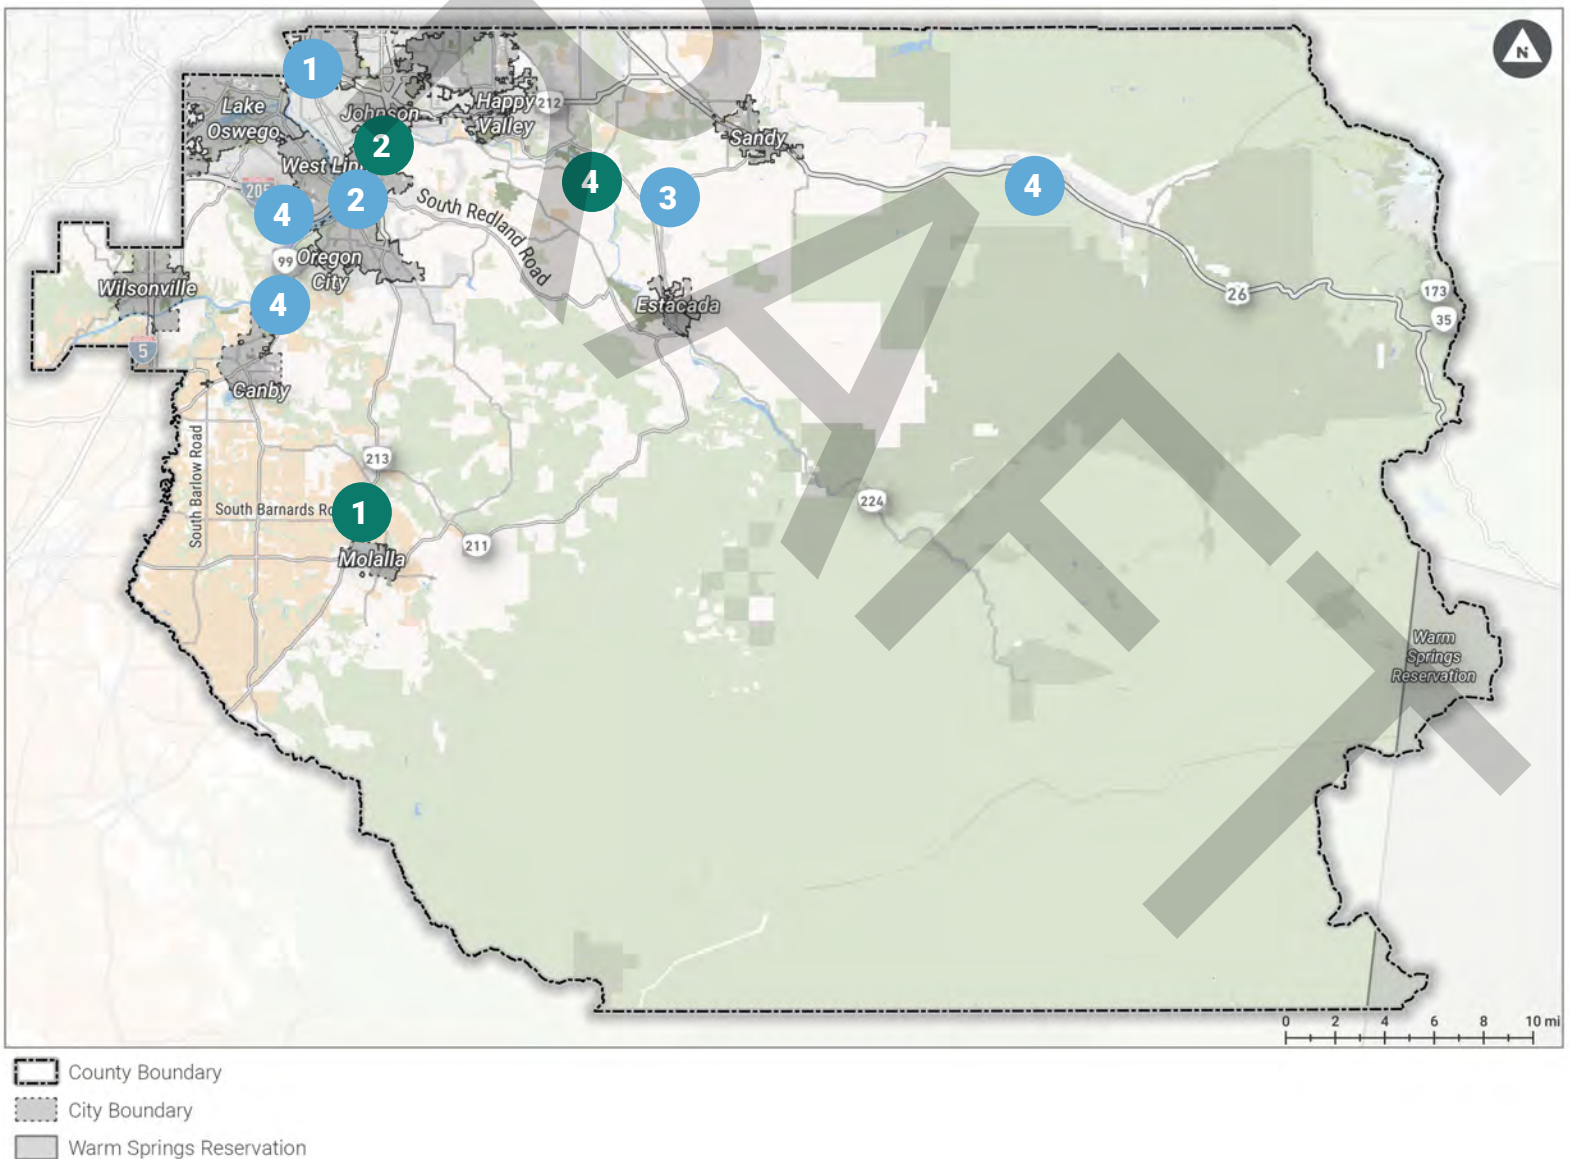 N
1
Lake
Oswego
Johnson
Happy
Valley
212
Sandy
2
West Lin
205
2
4
South Redland Road
4
3
4
99
Oregon
City
Wilsonville
4
Estacada
26
173
35
5
Canby
South Barlow Road
213
South Barnards Ro
1
224
211
Molalla
Warm
Springs
Reservation
DRAFT
0 2 4 6 8 10 mi
County Boundary
City Boundary
Warm Springs Reservation